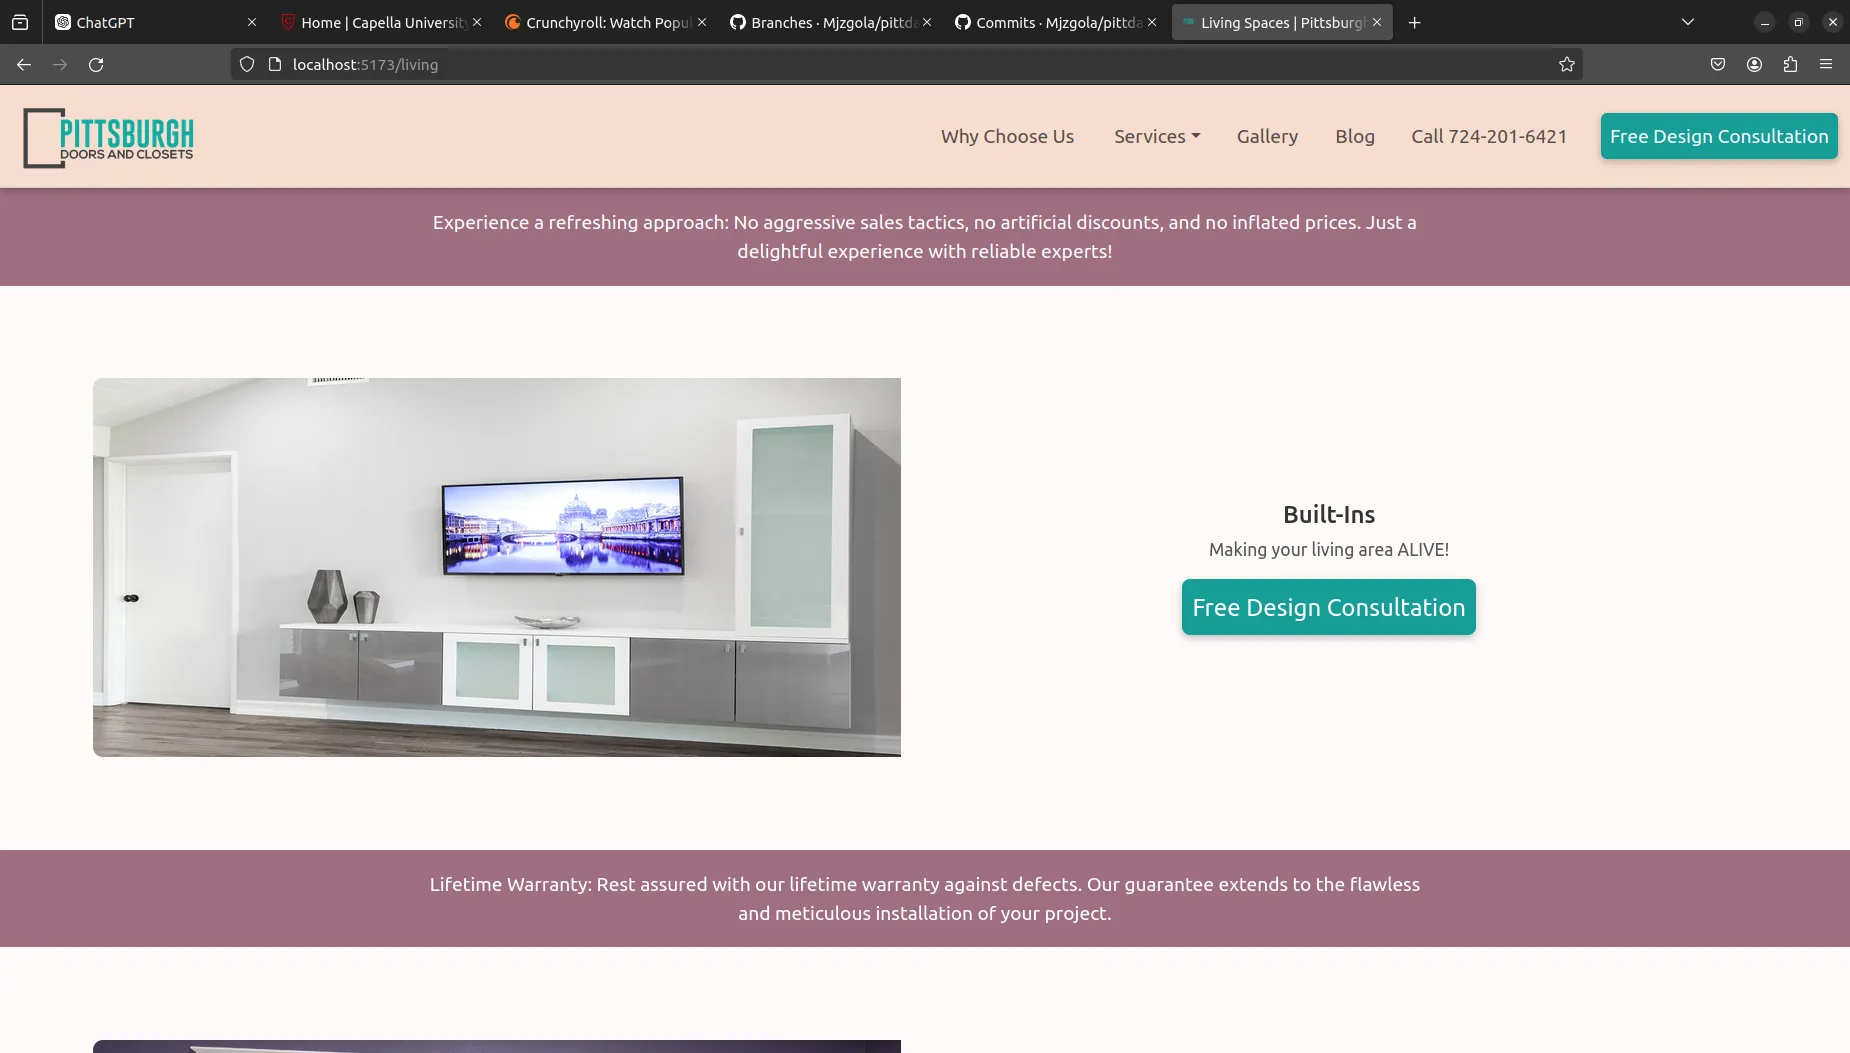 ChatGPT
Home | Capella University
Crunchyroll: Watch Popul
Branches · Mjzgola/pittda
Commits · Mjzgola/pittda
Living Spaces | Pittsburgh
localhost:5173/living
PITTSBURGH
DOORS AND CLOSETS
Why Choose Us
Services
Gallery
Blog
Call 724-201-6421
Free Design Consultation
Experience a refreshing approach: No aggressive sales tactics, no artificial discounts, and no inflated prices. Just a
delightful experience with reliable experts!
Built-Ins
Making your living area ALIVE!
Free Design Consultation
Lifetime Warranty: Rest assured with our lifetime warranty against defects. Our guarantee extends to the flawless
and meticulous installation of your project.